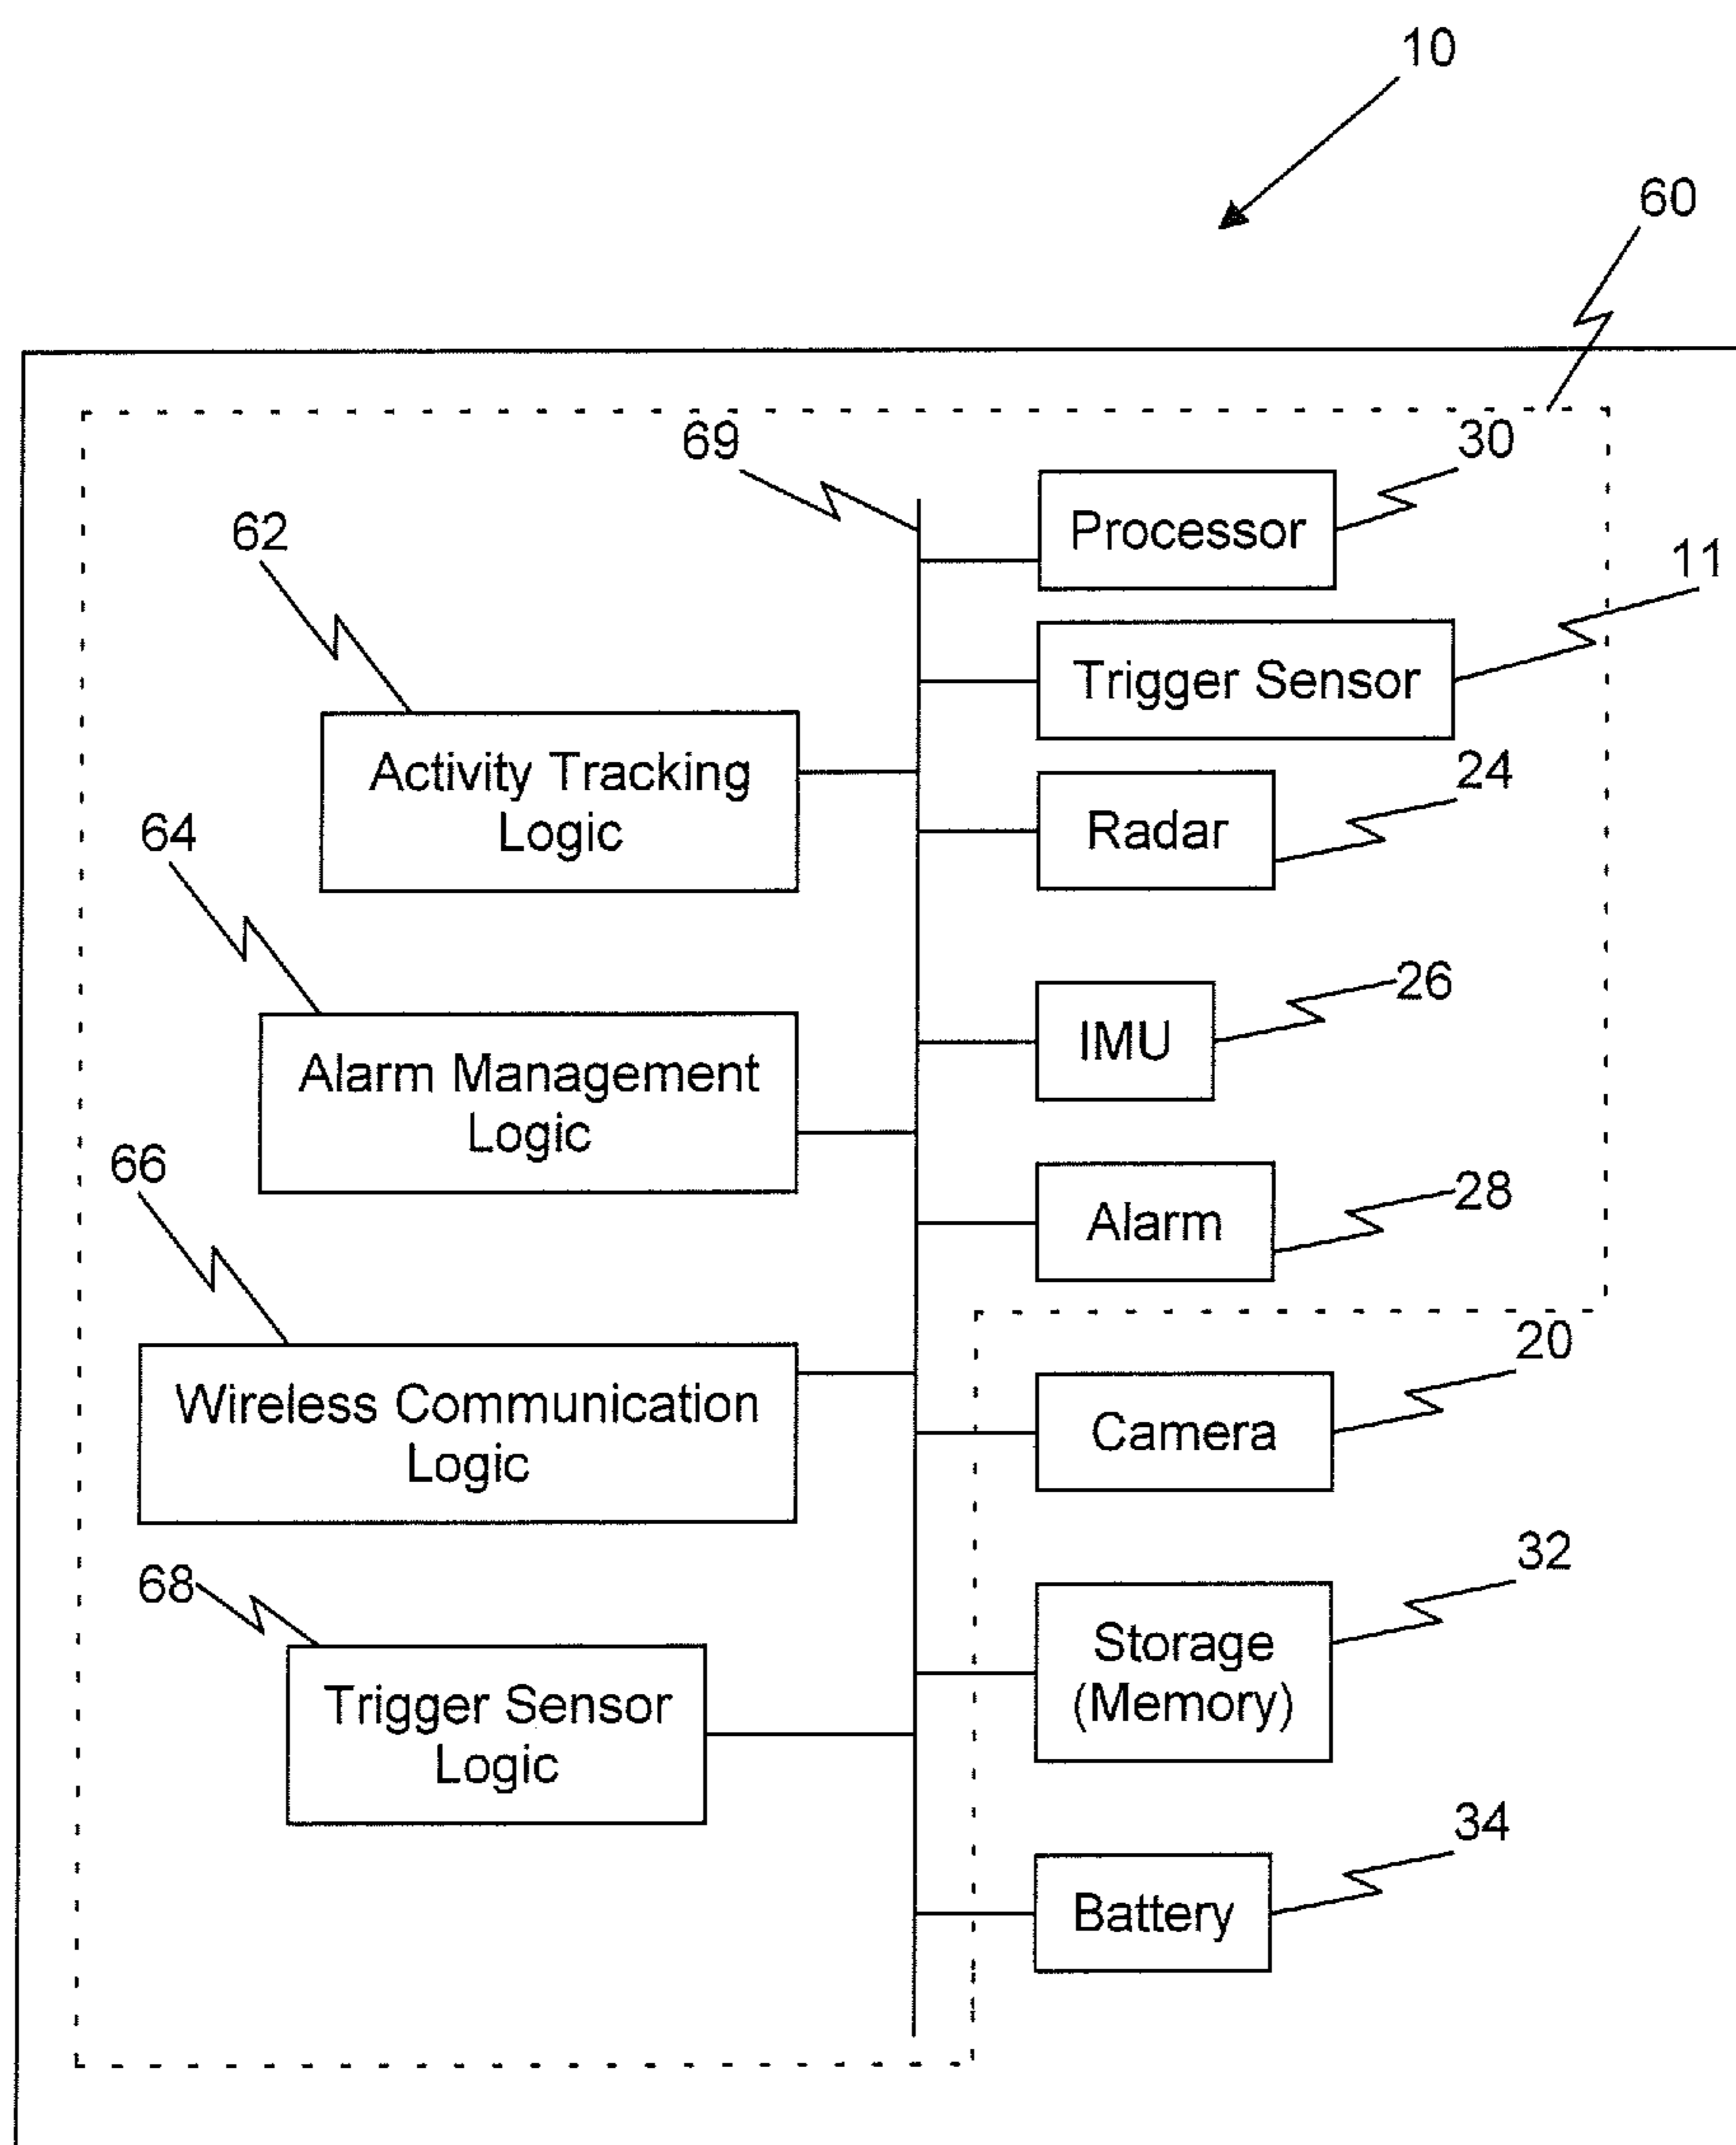 10
60
69
30
Processor
62
11
Trigger Sensor
Activity Tracking
Logic
24
Radar
64
26
IMU
Alarm Management
Logic
66
28
Alarm
20
Wireless Communication
Logic
Camera
68
32
Storage
(Memory)
Trigger Sensor
Logic
34
Battery